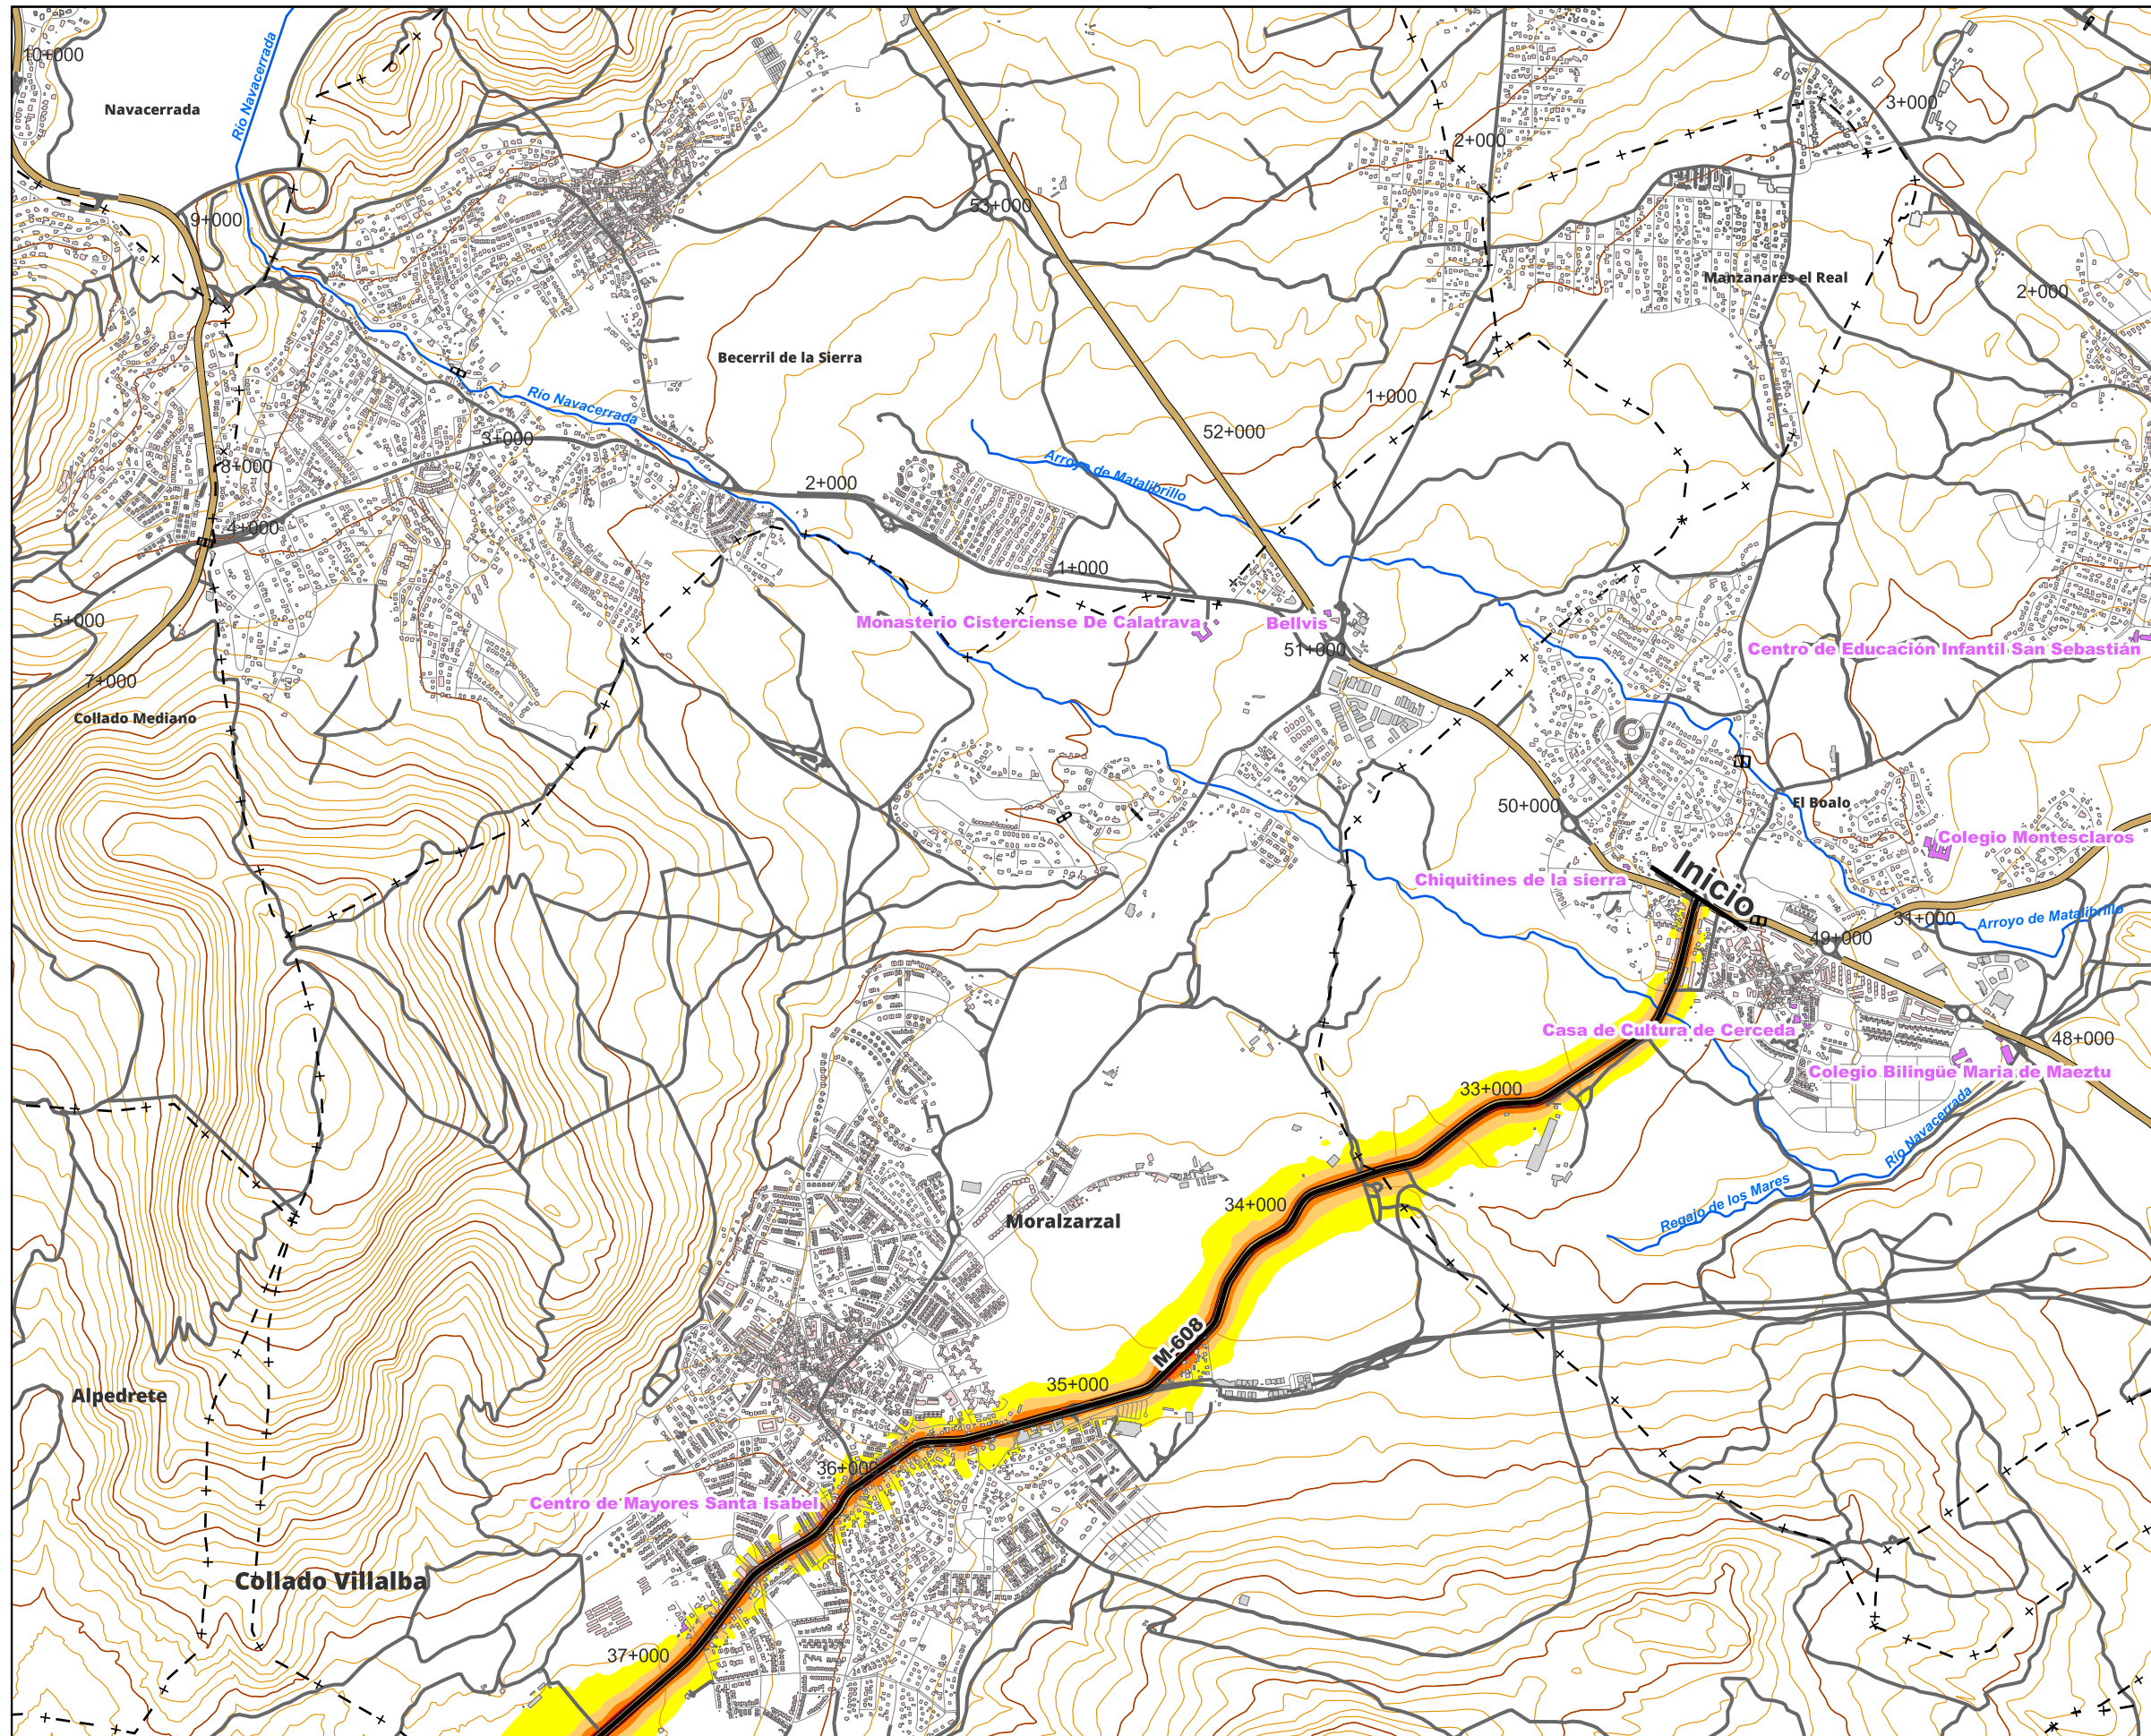 10+000
Navacerrada
Río Navacerrada
3+000
2+000
9+000
53+000
Manzanares el Real
2+000
Becerril de la Sierra
Río Navacerrada
1+000
52+000
3+000
8+000
Arroyo de Matalibrillo
2+000
4+000
1+000
5+000
Monasterio Cisterciense De Calatrava
Bellvis
51+000
Centro de Educación Infantil San Sebastián
7+000
Collado Mediano
50+000
El Boalo
Colegio Montesclaros
Inicio
Chiquitines de la sierra
31+000
Arroyo de Matalibrillo
49+000
Casa de Cultura de Cerceda
48+000
Colegio Bilingüe Maria de Maeztu
33+000
Río Navacerrada
Regajo de los Mares
34+000
Moralzarzal
M-608
35+000
Alpedrete
36+000
Centro de Mayores Santa Isabel
Collado Villalba
37+000